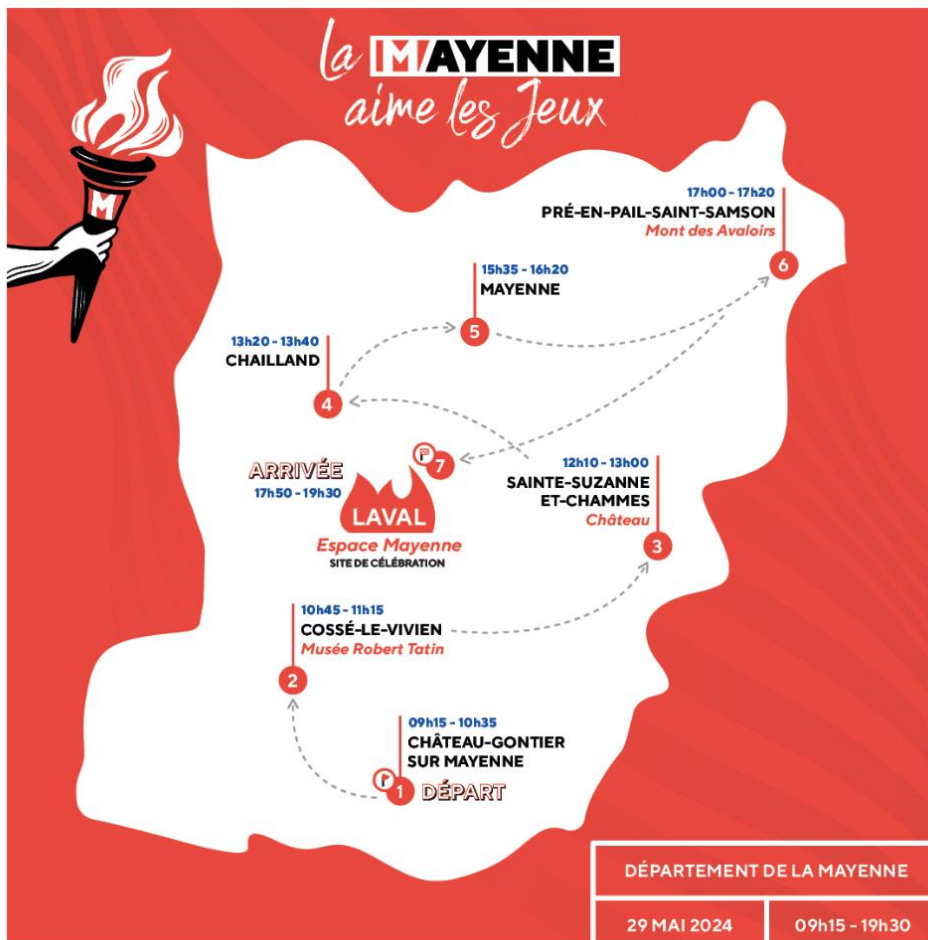 La MAYENNE
aime les Jeux
M
17h00 - 17h20
PRÉ-EN-PAIL-SAINT-SAMSON
Mont des Avaloirs
6
15h35 - 16h20
MAYENNE
5
13h20 - 13h40
CHAILLAND
4
7
ARRIVÉE
17h50 - 19h30
LAVAL
Espace Mayenne
SITE DE CÉLÉBRATION
12h10 - 13h00
SAINTE-SUZANNE
ET-CHAMMES
Château
3
10h45 - 11h15
COSSÉ-LE-VIVIEN
Musée Robert Tatin
2
09h15 - 10h35
CHÂTEAU-GONTIER
SUR MAYENNE
1 DÉPART
DÉPARTEMENT DE LA MAYENNE
29 MAI 2024 09h15 - 19h30